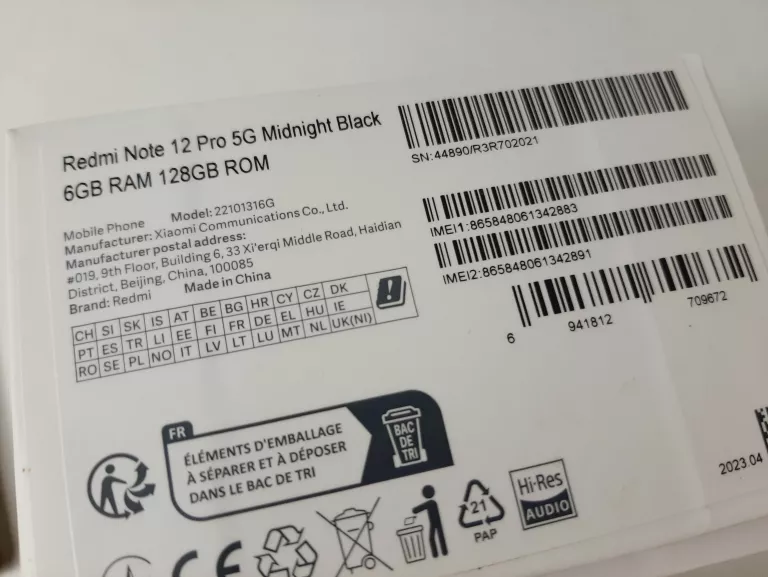 Redmi Note 12 Pro 5G Midnight Black
6GB RAM 128GB ROM
Mobile Phone Model: 22101316G
Manufacturer: Xiaomi Communications Co., Ltd.
Manufacturer postal address:
#019, 9th Floor, Building 6, 33 Xi'erqi Middle Road, Haidian
District, Beijing, China, 100085
Brand: Redmi Made in China
CH SI SK IS AT BE BG HR CY CZ DK
PT ES TR LI EE FI FR DE EL HU IE
RO SE PL NO IT LV LT LU MT NL UK(NI)
SN:44890/R3R702021
IMEI1:865848061342883
IMEI2:865848061342891
6 941812 709672
FR
ÉLÉMENTS D'EMBALLAGE
À SÉPARER ET À DÉPOSER
DANS LE BAC DE TRI
BAC
DE
TRI
21
PAP
Hi-Res
AUDIO
2023.04
CE